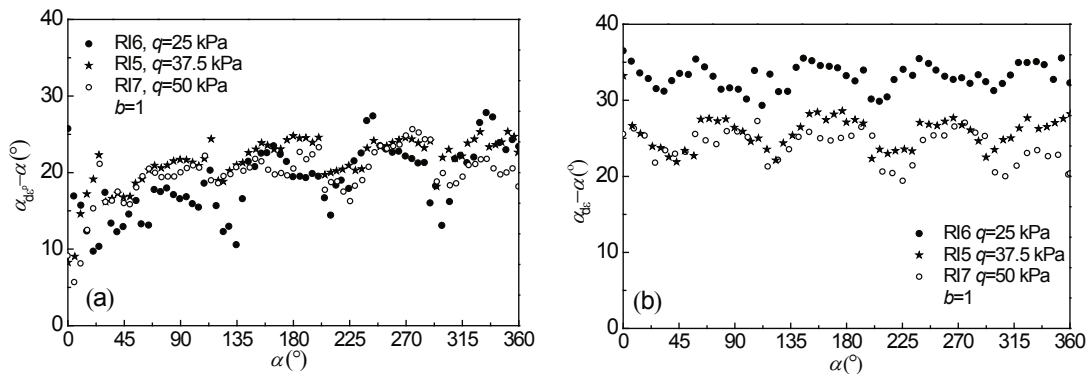 40
30
20
10
0
α_dεᵖ−α(°)
RI6, q=25 kPa
RI5, q=37.5 kPa
RI7, q=50 kPa
b=1
(a)
0 45 90 135 180 225 270 315 360
α(°)
40
30
20
10
0
α_dε−α(°)
RI6 q=25 kPa
RI5 q=37.5 kPa
RI7 q=50 kPa
b=1
(b)
0 45 90 135 180 225 270 315 360
α(°)